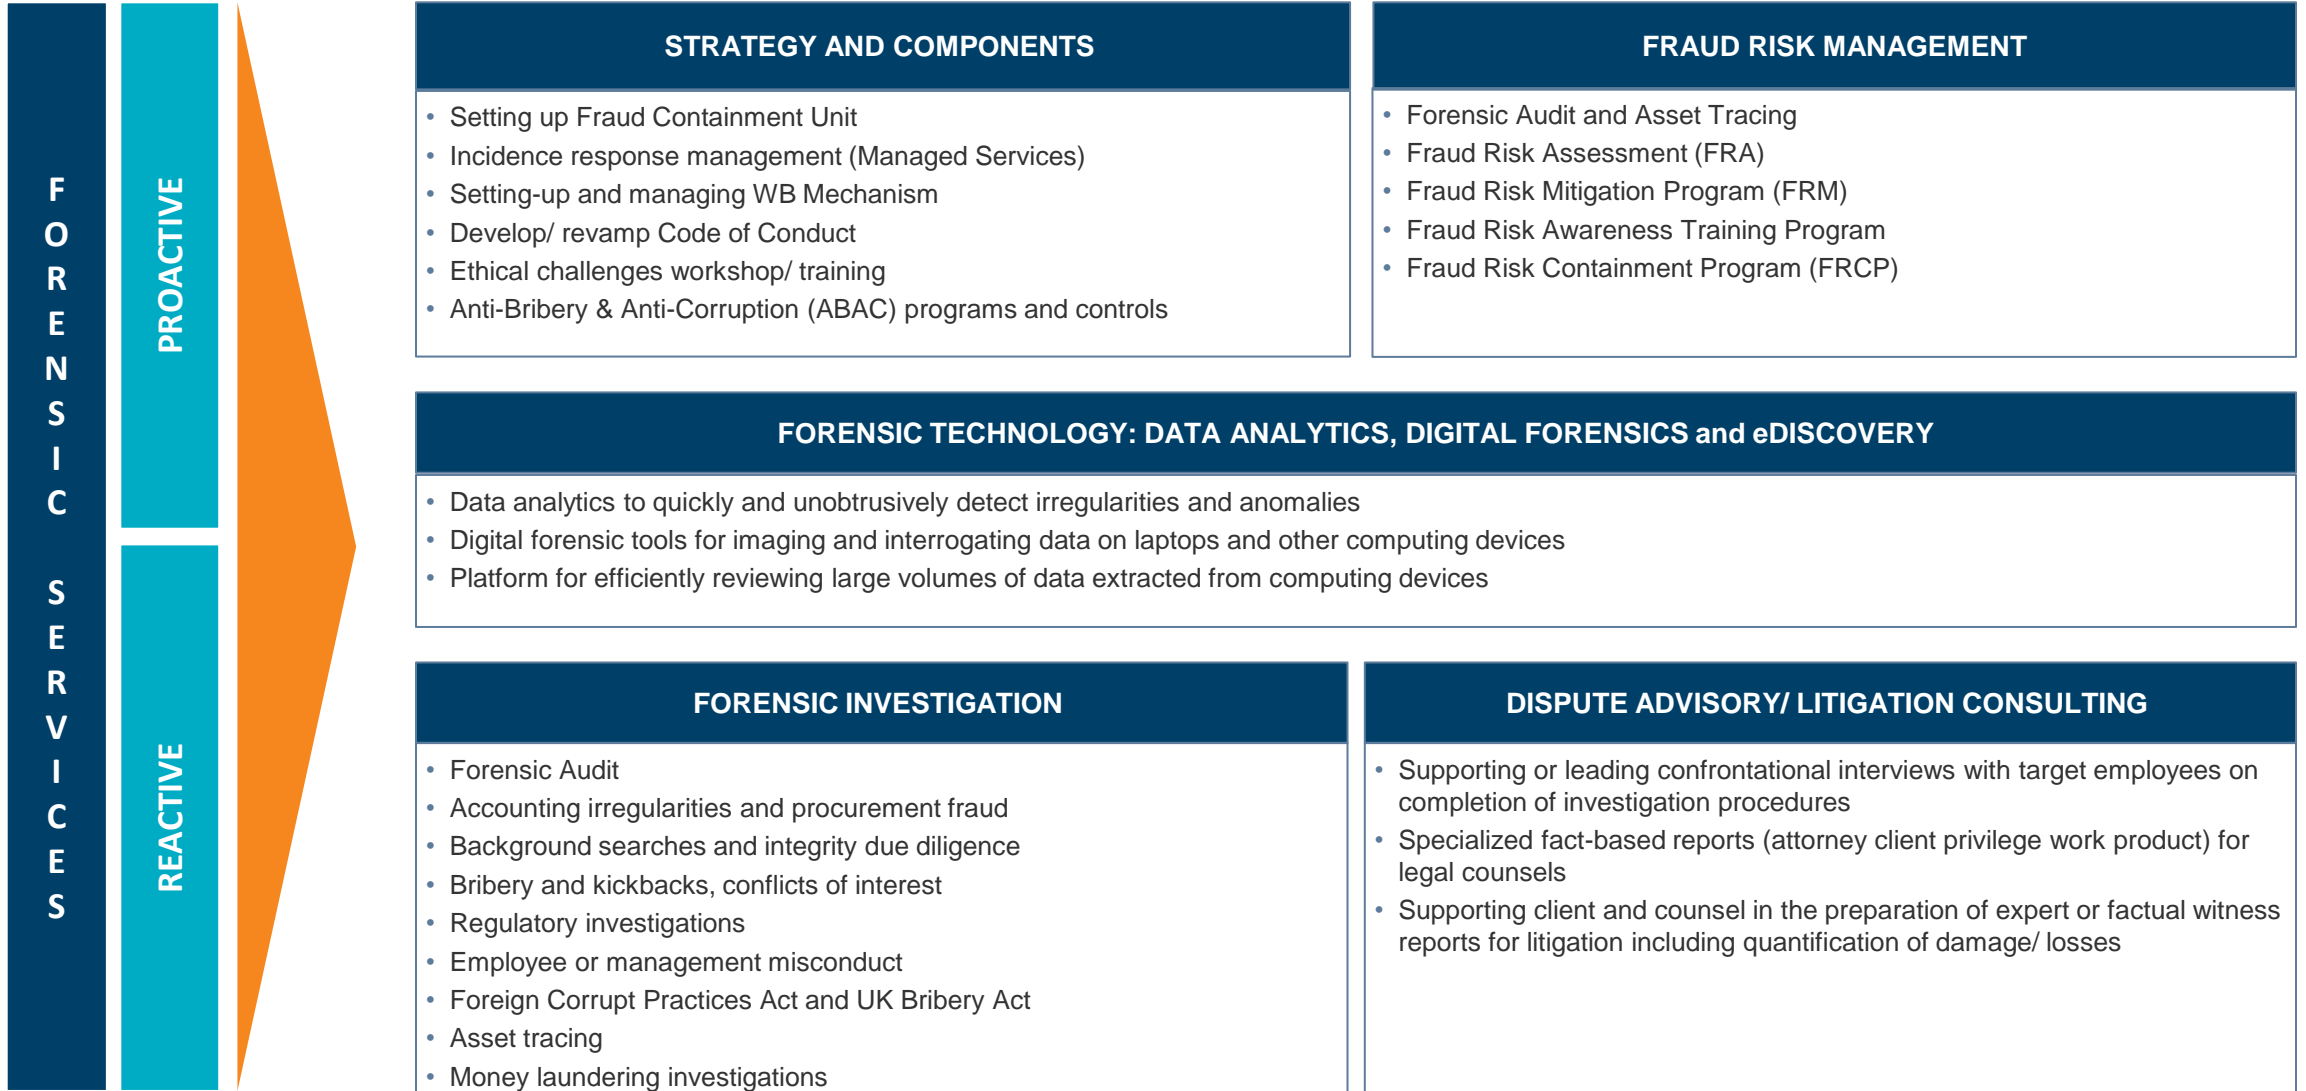 FORENSIC SERVICES
PROACTIVE
REACTIVE
STRATEGY AND COMPONENTS
• Setting up Fraud Containment Unit
• Incidence response management (Managed Services)
• Setting-up and managing WB Mechanism
• Develop/ revamp Code of Conduct
• Ethical challenges workshop/ training
• Anti-Bribery & Anti-Corruption (ABAC) programs and controls
FRAUD RISK MANAGEMENT
• Forensic Audit and Asset Tracing
• Fraud Risk Assessment (FRA)
• Fraud Risk Mitigation Program (FRM)
• Fraud Risk Awareness Training Program
• Fraud Risk Containment Program (FRCP)
FORENSIC TECHNOLOGY: DATA ANALYTICS, DIGITAL FORENSICS and eDISCOVERY
• Data analytics to quickly and unobtrusively detect irregularities and anomalies
• Digital forensic tools for imaging and interrogating data on laptops and other computing devices
• Platform for efficiently reviewing large volumes of data extracted from computing devices
FORENSIC INVESTIGATION
• Forensic Audit
• Accounting irregularities and procurement fraud
• Background searches and integrity due diligence
• Bribery and kickbacks, conflicts of interest
• Regulatory investigations
• Employee or management misconduct
• Foreign Corrupt Practices Act and UK Bribery Act
• Asset tracing
• Money laundering investigations
DISPUTE ADVISORY/ LITIGATION CONSULTING
• Supporting or leading confrontational interviews with target employees on
completion of investigation procedures
• Specialized fact-based reports (attorney client privilege work product) for
legal counsels
• Supporting client and counsel in the preparation of expert or factual witness
reports for litigation including quantification of damage/ losses